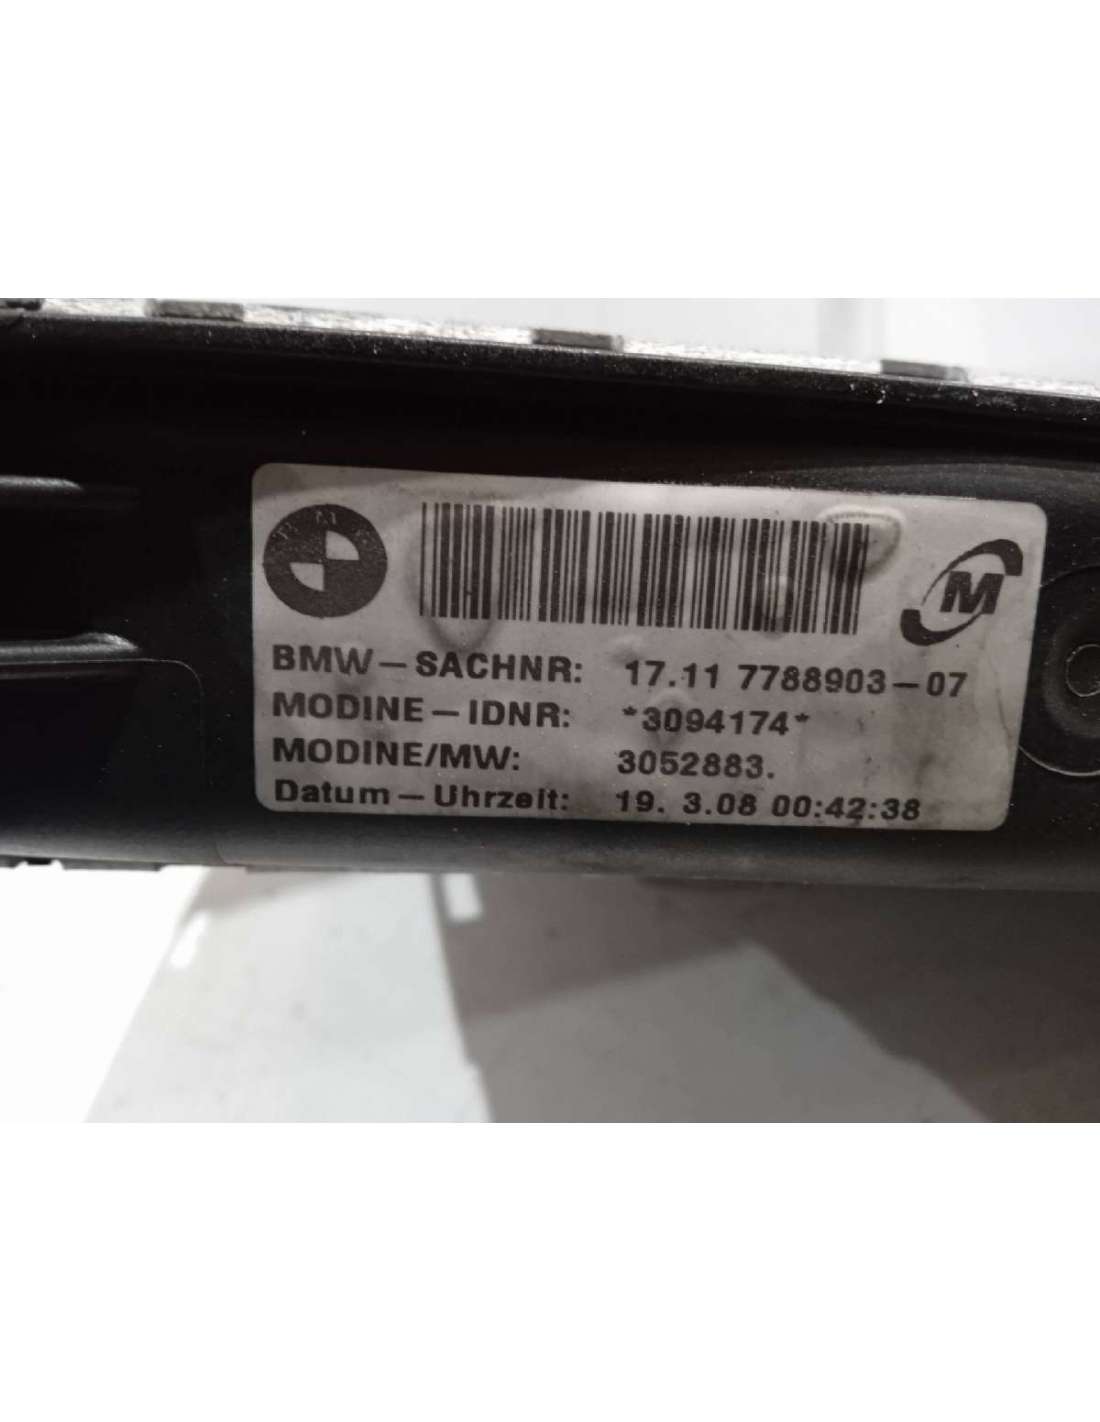 BMW
BMW-SACHNR: 17.11 7788903-07
MODINE-IDNR: *3094174*
MODINE/MW: 3052883.
Datum-Uhrzeit: 19. 3.08 00:42:38
M